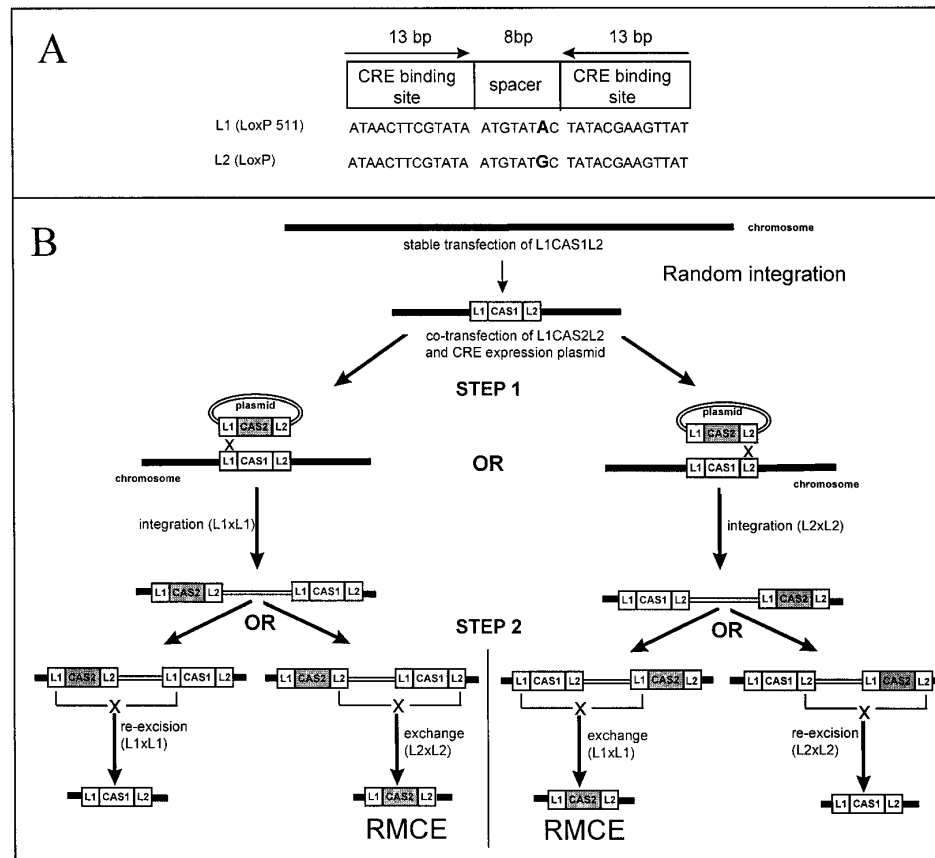 A
13 bp 8bp 13 bp
CRE binding site spacer CRE binding site
L1 (LoxP 511) ATAACTTCGTATA ATGTATAC TATACGAAGTTAT
L2 (LoxP) ATAACTTCGTATA ATGTATGC TATACGAAGTTAT
B
chromosome
stable transfection of L1CAS1L2
Random integration
L1 CAS1 L2
co-transfection of L1CAS2L2
and CRE expression plasmid
STEP 1
plasmid
L1 CAS2 L2
X
L1 CAS1 L2
chromosome
OR
plasmid
L1 CAS2 L2
X
L1 CAS1 L2
chromosome
integration (L1xL1)
integration (L2xL2)
L1 CAS2 L2 L1 CAS1 L2
L1 CAS1 L2 L1 CAS2 L2
OR
STEP 2
OR
L1 CAS2 L2 L1 CAS1 L2
X
re-excision
(L1xL1)
L1 CAS1 L2
L1 CAS2 L2 L1 CAS1 L2
X
exchange
(L2xL2)
L1 CAS2 L2
RMCE
L1 CAS1 L2 L1 CAS2 L2
X
exchange
(L1xL1)
L1 CAS2 L2
RMCE
L1 CAS1 L2 L1 CAS2 L2
X
re-excision
(L2xL2)
L1 CAS1 L2